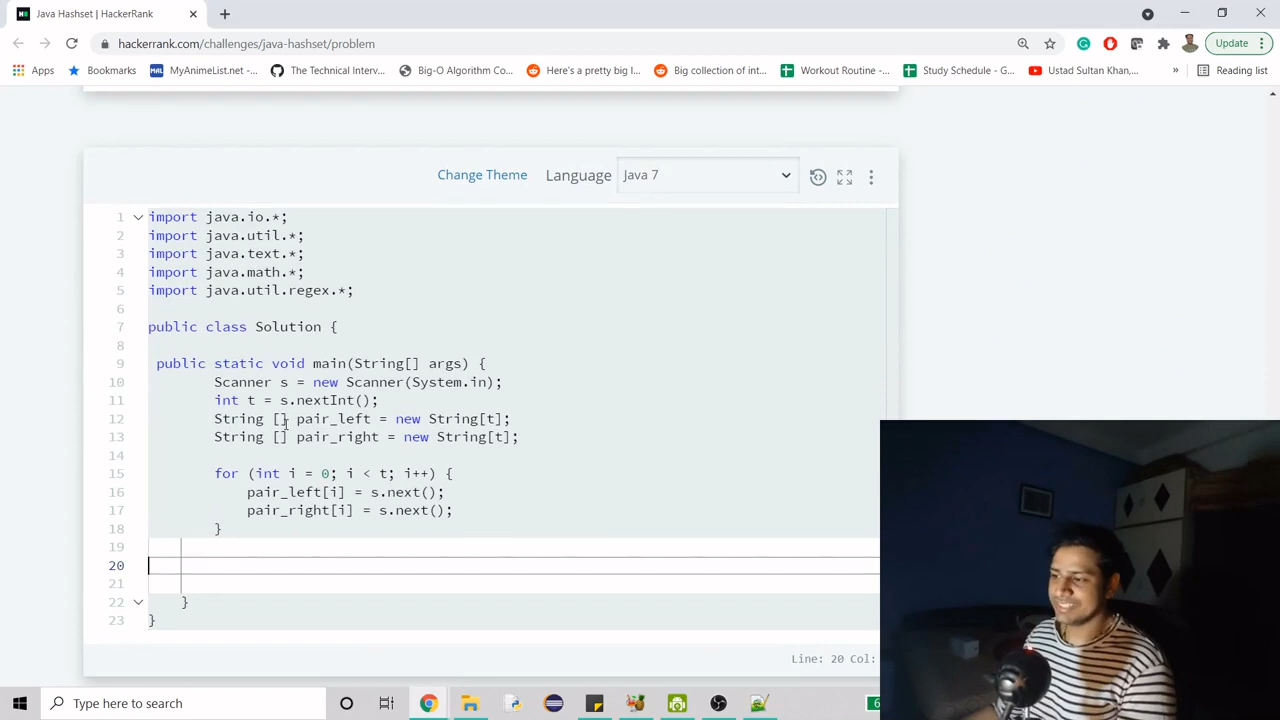 Java Hashset | HackerRank
hackerrank.com/challenges/java-hashset/problem
Update
Apps
Bookmarks
MyAnimeList.net -...
The Technical Interv...
Big-O Algorithm Co...
Here's a pretty big l...
Big collection of int...
Workout Routine -...
Study Schedule - G...
Ustad Sultan Khan,...
»
Reading list
Change Theme
Language
Java 7
1 import java.io.*;
2 import java.util.*;
3 import java.text.*;
4 import java.math.*;
5 import java.util.regex.*;
6
7 public class Solution {
8
9 public static void main(String[] args) {
10 Scanner s = new Scanner(System.in);
11 int t = s.nextInt();
12 String [] pair_left = new String[t];
13 String [] pair_right = new String[t];
14
15 for (int i = 0; i < t; i++) {
16 pair_left[i] = s.next();
17 pair_right[i] = s.next();
18 }
19
20
21
22 }
23 }
Line: 20 Col:
Type here to search
6